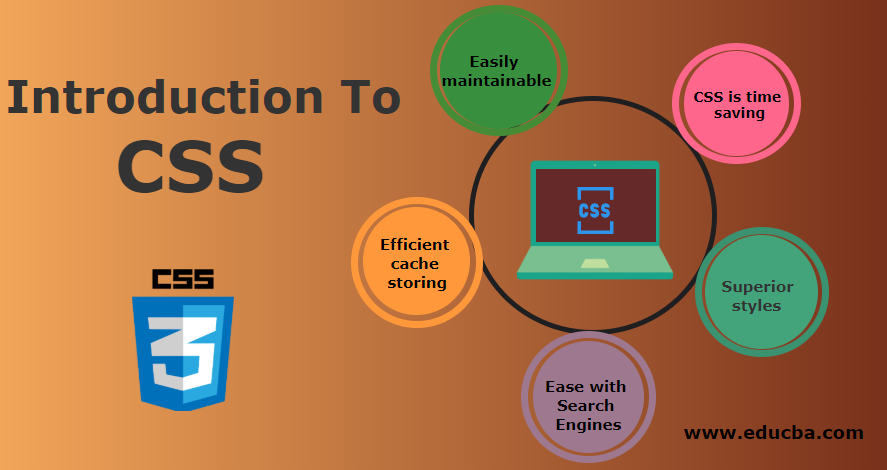 Introduction To
CSS
CSS
3
Easily
maintainable
CSS is time
saving
CSS
Efficient
cache
storing
Superior
styles
Ease with
Search
Engines
www.educba.com